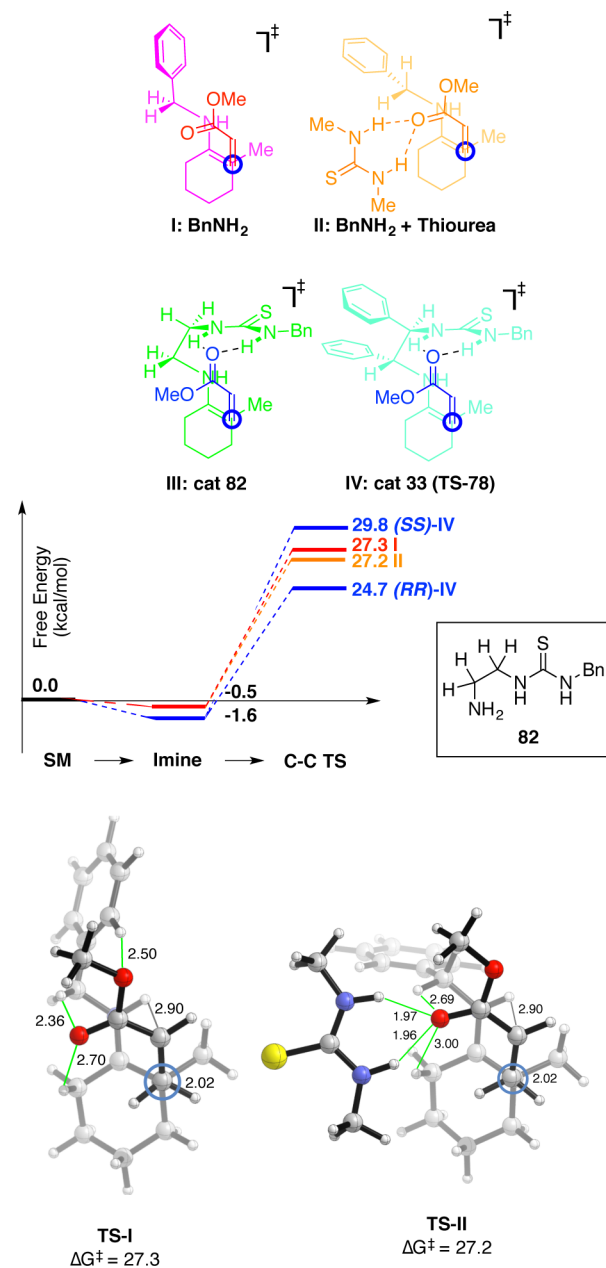 ‡
‡
H
H
OMe
NH
O
Me
I: BnNH2
H
H
OMe
NH
O
Me
Me
N
H
S
N
H
Me
II: BnNH2 + Thiourea
‡
‡
H
H
S
H
N
N
Bn
H
H
H
O
NH
MeO
Me
III: cat 82
H
S
N
N
Bn
H
H
H
O
NH
MeO
Me
IV: cat 33 (TS-78)
Free Energy
(kcal/mol)
29.8 (SS)-IV
27.3 I
27.2 II
24.7 (RR)-IV
0.0
-0.5
-1.6
SM
Imine
C-C TS
H
H
S
H
H
N
H
N
H
Bn
NH2
82
2.50
2.36
2.90
2.70
2.02
2.69
1.97
1.96
3.00
2.90
2.02
TS-I
ΔG‡ = 27.3
TS-II
ΔG‡ = 27.2